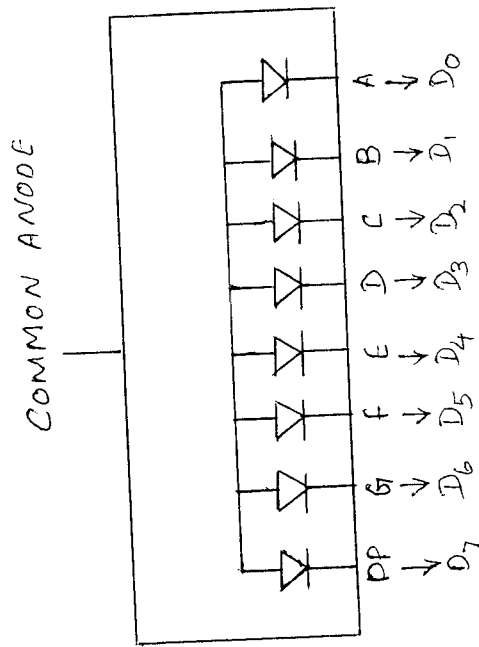 COMMON ANODE
A → D0
B → D1
C → D2
D → D3
E → D4
F → D5
G → D6
DP → D7